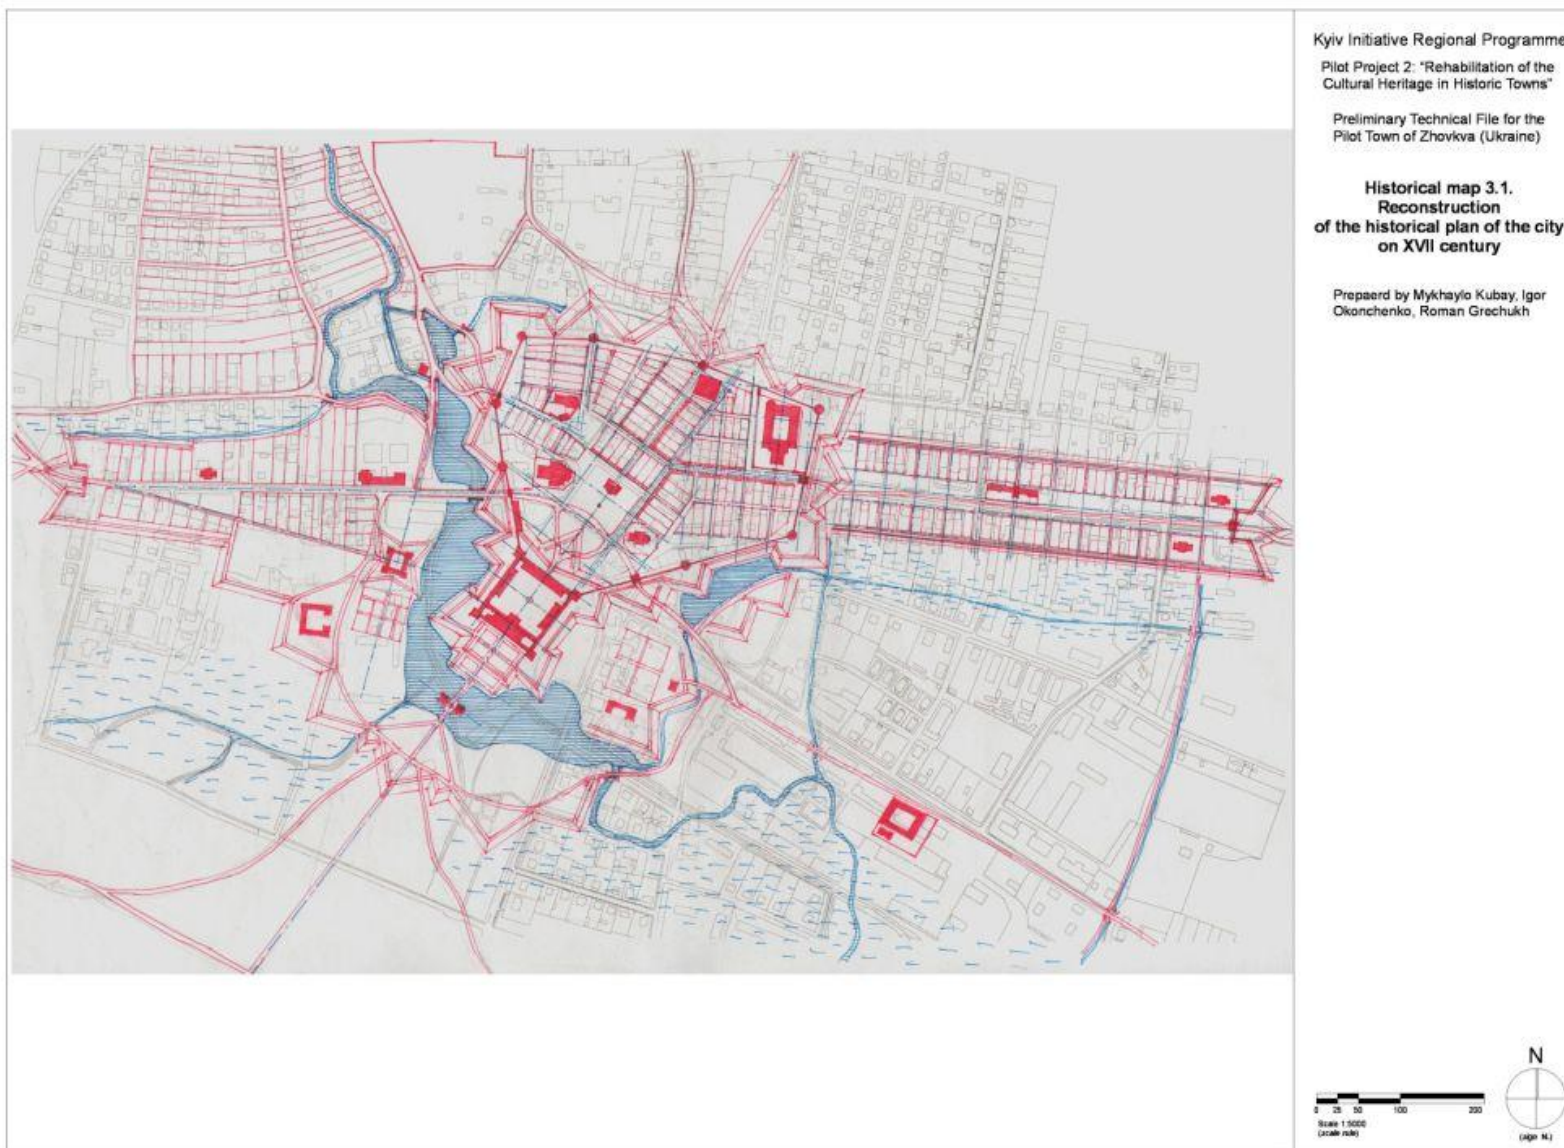 Kyiv Initiative Regional Programme
Pilot Project 2: "Rehabilitation of the
Cultural Heritage in Historic Towns"
Preliminary Technical File for the
Pilot Town of Zhovkva (Ukraine)
Historical map 3.1.
Reconstruction
of the historical plan of the city
on XVII century
Prepaerd by Mykhaylo Kubay, Igor
Okonchenko, Roman Grechukh
N
0 25 50 100 200
Scale 1:5000
(scale rule)